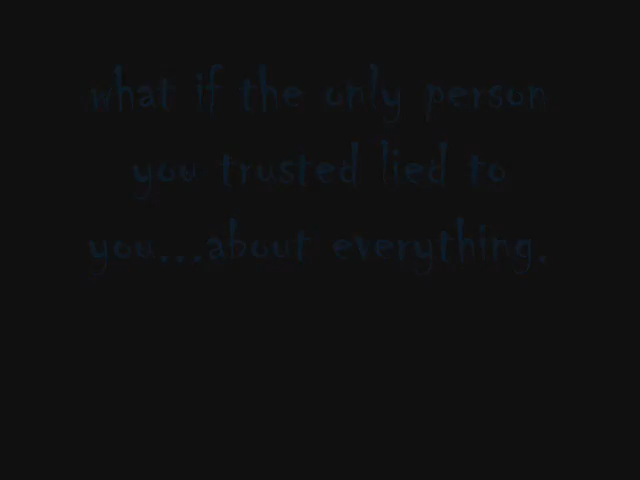 what if the only person
you trusted lied to
you...about everything.